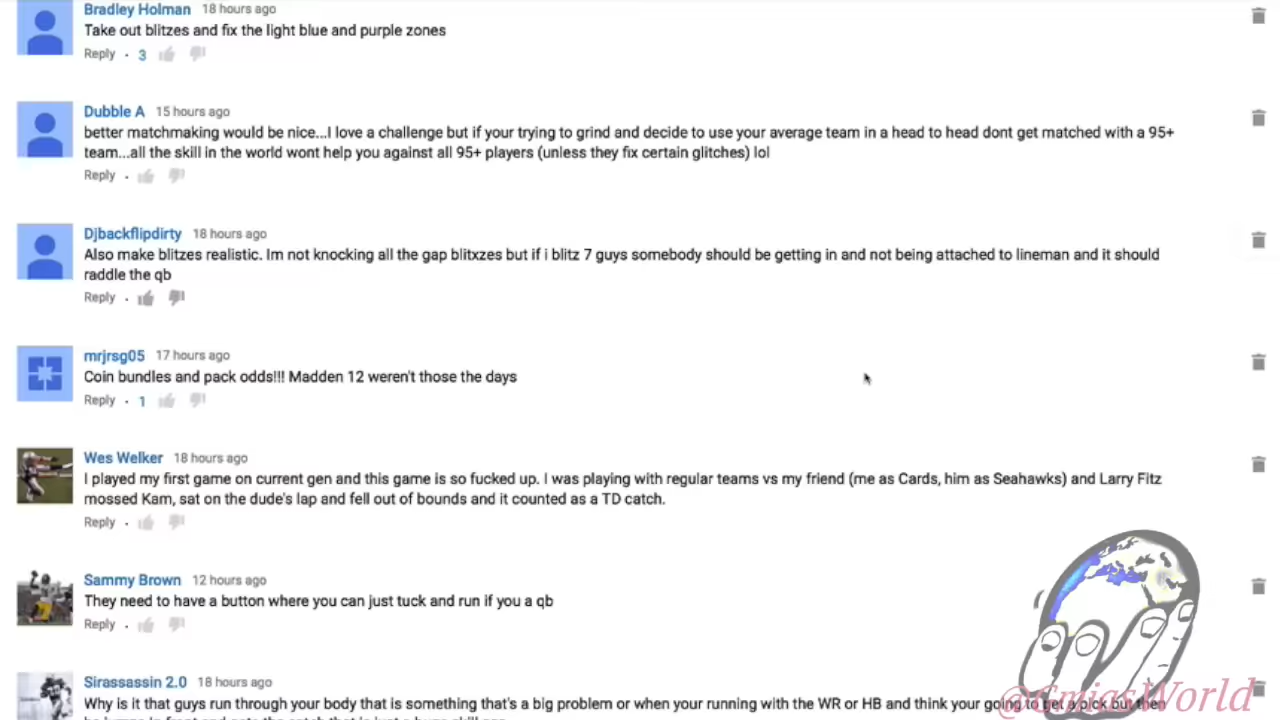 Bradley Holman 18 hours ago
Take out blitzes and fix the light blue and purple zones
Reply · 3
Dubble A 15 hours ago
better matchmaking would be nice...I love a challenge but if your trying to grind and decide to use your average team in a head to head dont get matched with a 95+
team...all the skill in the world wont help you against all 95+ players (unless they fix certain glitches) lol
Reply ·
Djbackflipdirty 18 hours ago
Also make blitzes realistic. Im not knocking all the gap blitxzes but if i blitz 7 guys somebody should be getting in and not being attached to lineman and it should
raddle the qb
Reply ·
mrjrsg05 17 hours ago
Coin bundles and pack odds!!! Madden 12 weren't those the days
Reply · 1
Wes Welker 18 hours ago
I played my first game on current gen and this game is so fucked up. I was playing with regular teams vs my friend (me as Cards, him as Seahawks) and Larry Fitz
mossed Kam, sat on the dude's lap and fell out of bounds and it counted as a TD catch.
Reply ·
Sammy Brown 12 hours ago
They need to have a button where you can just tuck and run if you a qb
Reply ·
Sirassassin 2.0 18 hours ago
Why is it that guys run through your body that is something that's a big problem or when your running with the WR or HB and think your going to get a pick but then
@CmiasWorld